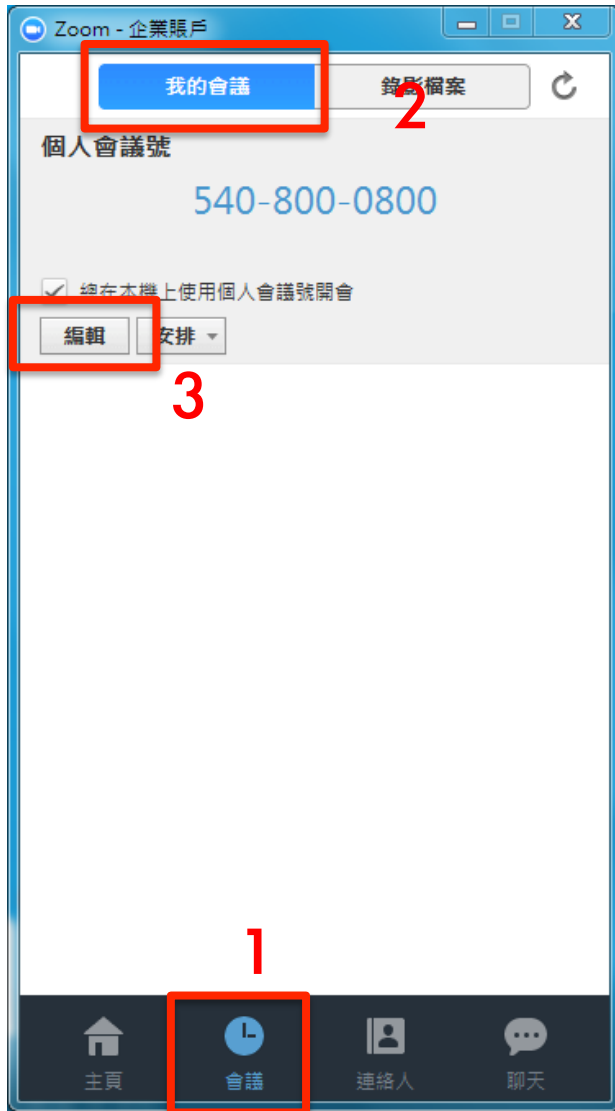 Zoom - 企業賬戶
我的會議 錄影檔案
2
個人會議號
540-800-0800
總在本機上使用個人會議號開會
編輯 安排
3
1
主頁 會議 連絡人 聊天